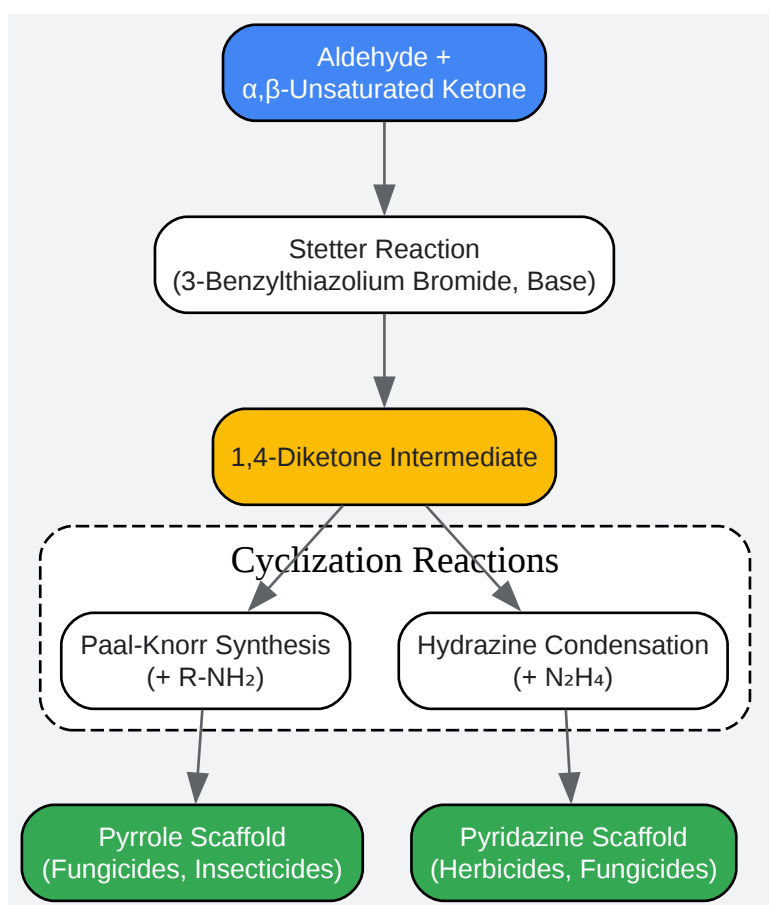 Aldehyde +
α,β-Unsaturated Ketone
Stetter Reaction
(3-Benzylthiazolium Bromide, Base)
1,4-Diketone Intermediate
Cyclization Reactions
Paal-Knorr Synthesis
(+ R-NH₂)
Hydrazine Condensation
(+ N₂H₄)
Pyrrole Scaffold
(Fungicides, Insecticides)
Pyridazine Scaffold
(Herbicides, Fungicides)